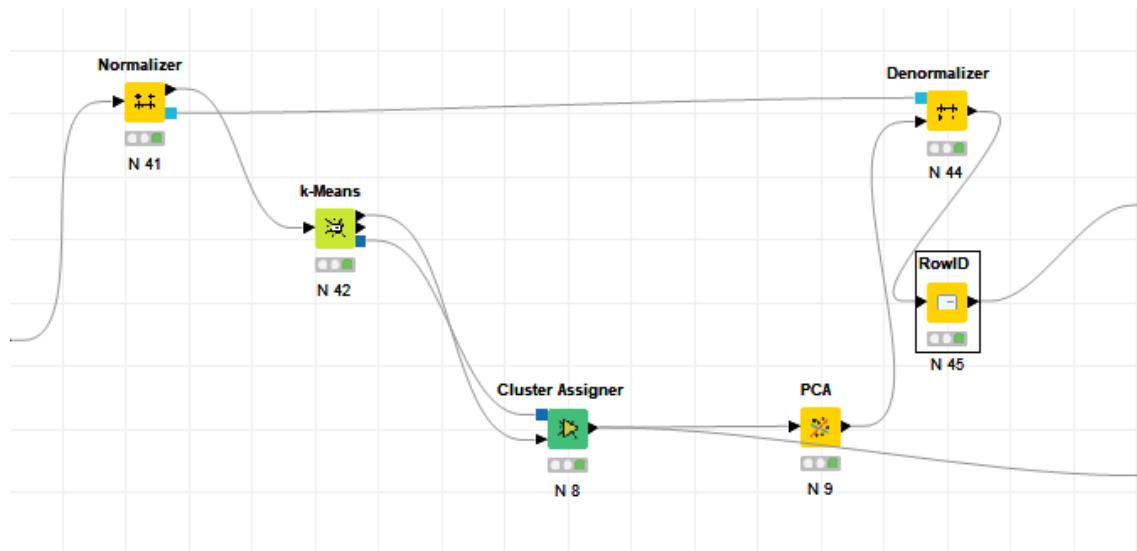 Normalizer
N 41
Denormalizer
N 44
k-Means
N 42
RowID
N 45
Cluster Assigner
N 8
PCA
N 9